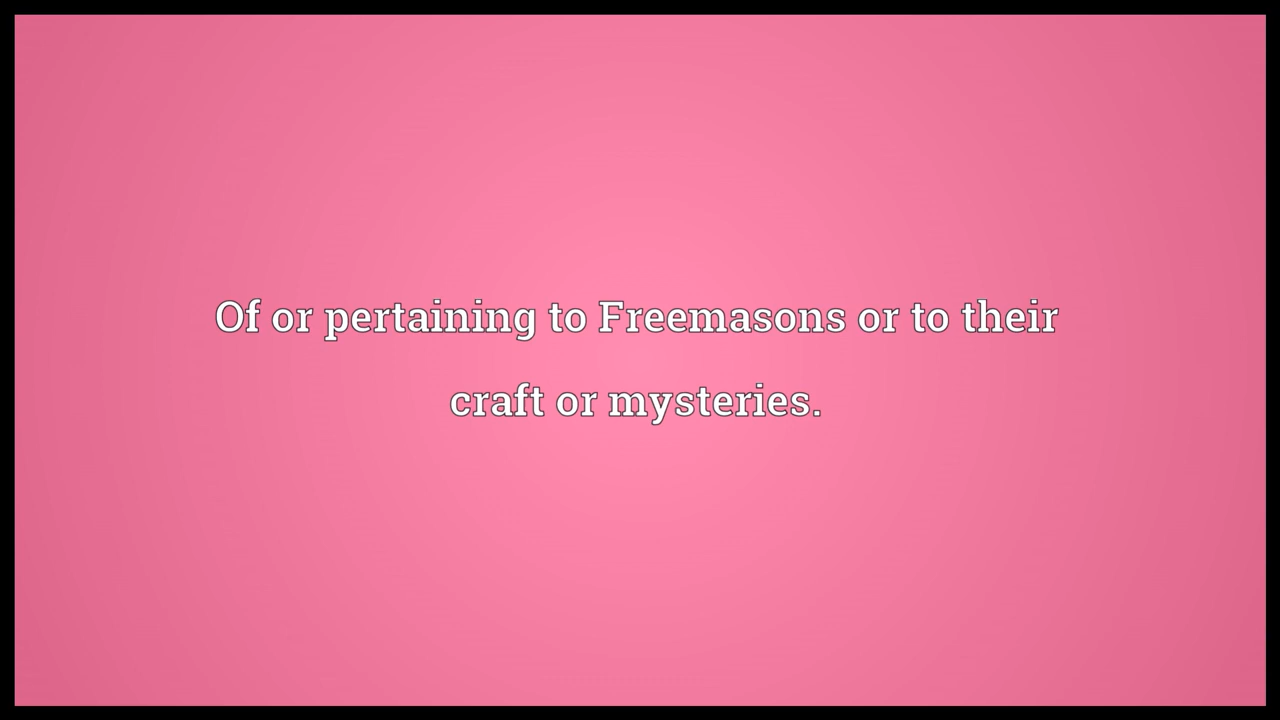 Of or pertaining to Freemasons or to their
craft or mysteries.